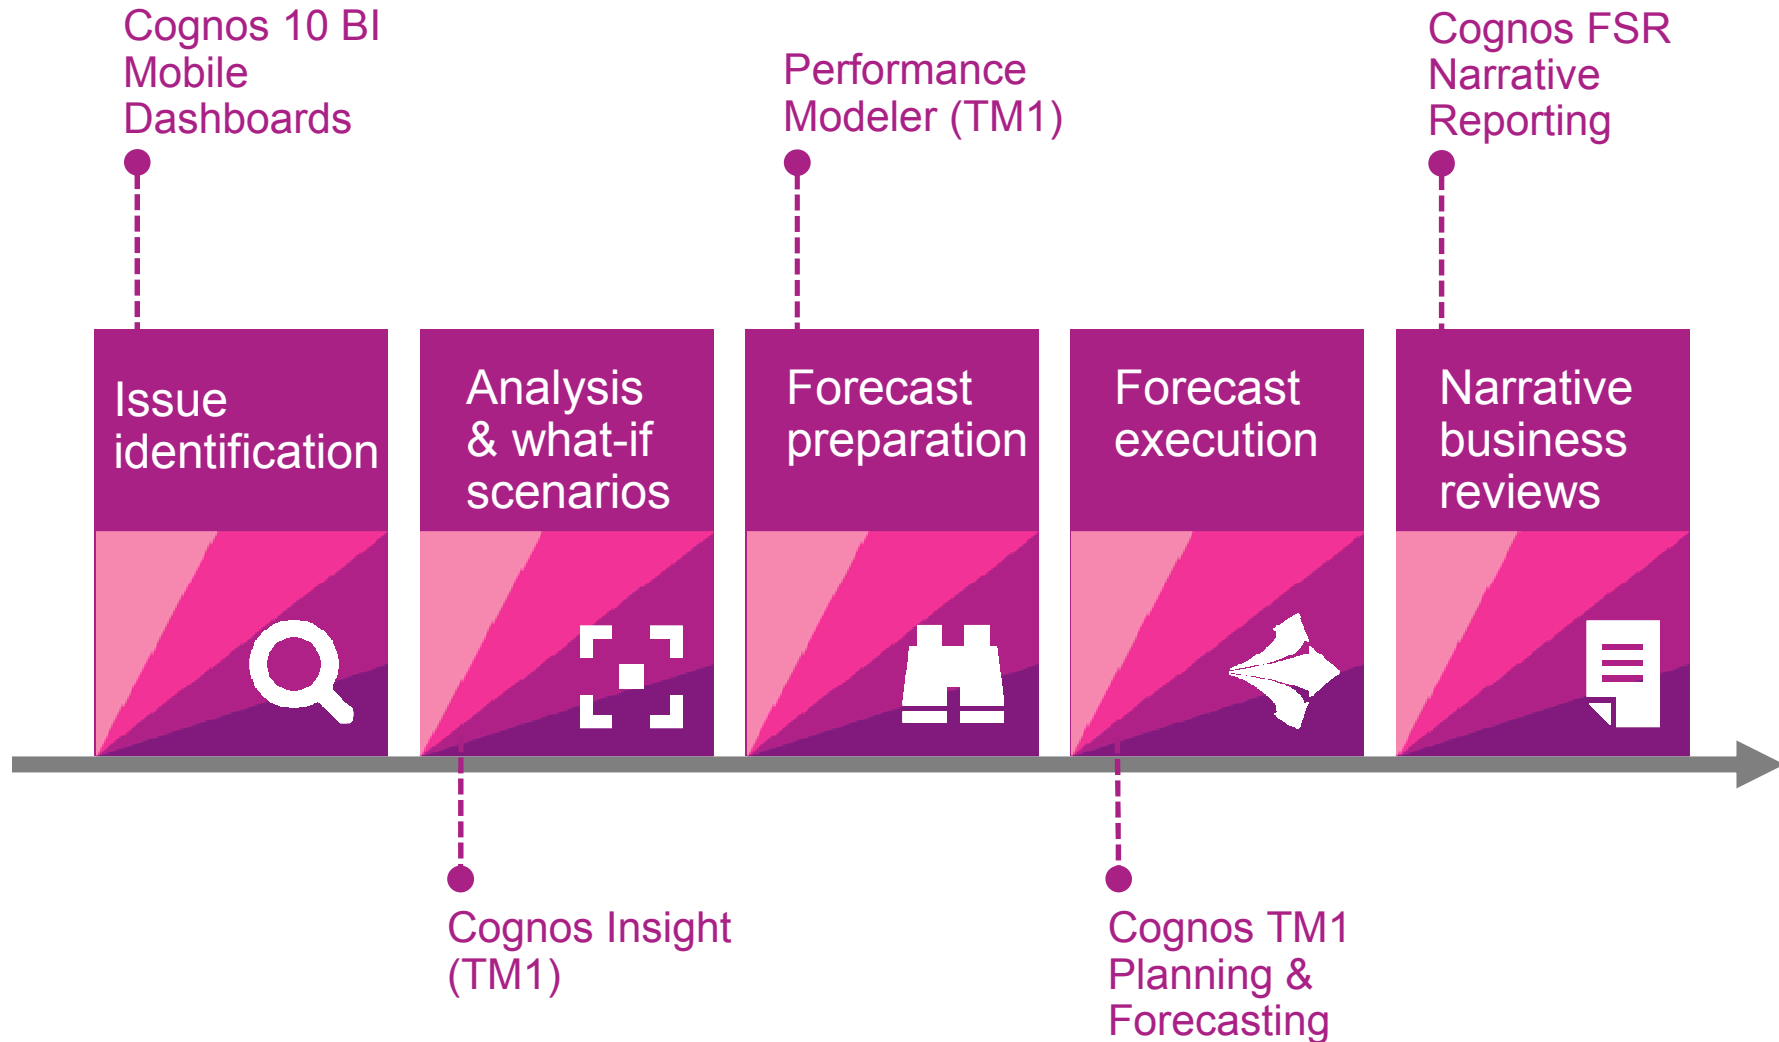 Cognos 10 BI
Mobile
Dashboards
Performance
Modeler (TM1)
Cognos FSR
Narrative
Reporting
Issue
identification
Analysis
& what-if
scenarios
Forecast
preparation
Forecast
execution
Narrative
business
reviews
Cognos Insight
(TM1)
Cognos TM1
Planning &
Forecasting